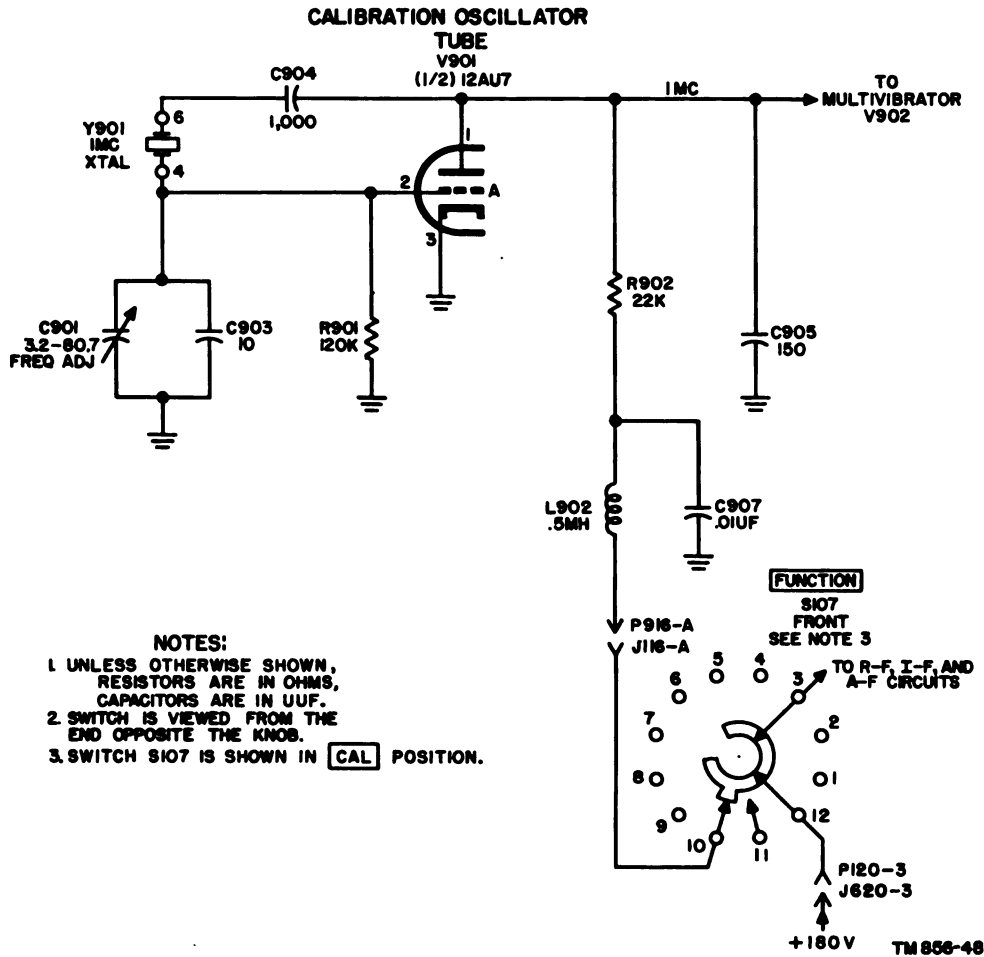 CALIBRATION OSCILLATOR
TUBE
V901
(1/2) 12AU7
C904
1,000
1MC
TO
MULTIVIBRATOR
V902
Y901
1MC
XTAL
6
4
1
2
A
3
R902
22K
C901
3.2-80.7
FREQ ADJ
C903
10
R901
120K
C905
150
L902
.5MH
C907
.01UF
FUNCTION
S107
FRONT
SEE NOTE 3
P916-A
J116-A
TO R-F, I-F, AND
A-F CIRCUITS
5
4
6
3
7
2
8
1
9
12
10
11
P120-3
J620-3
+180V
NOTES:
1. UNLESS OTHERWISE SHOWN,
RESISTORS ARE IN OHMS,
CAPACITORS ARE IN UUF.
2. SWITCH IS VIEWED FROM THE
END OPPOSITE THE KNOB.
3. SWITCH S107 IS SHOWN IN CAL POSITION.
TM 856-48